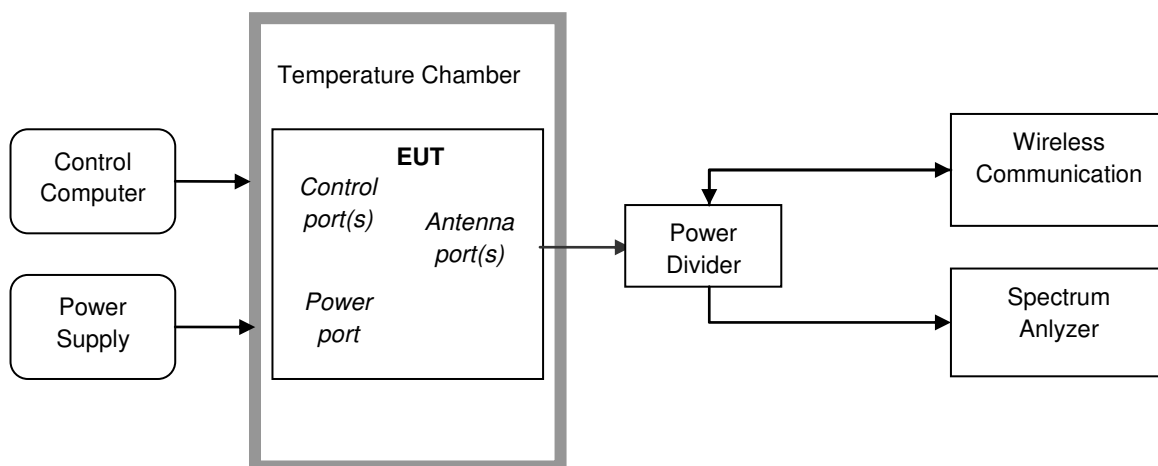 Temperature Chamber
Control
Computer
EUT
Control
port(s)
Antenna
port(s)
Power
port
Power
Supply
Power
Divider
Wireless
Communication
Spectrum
Anlyzer